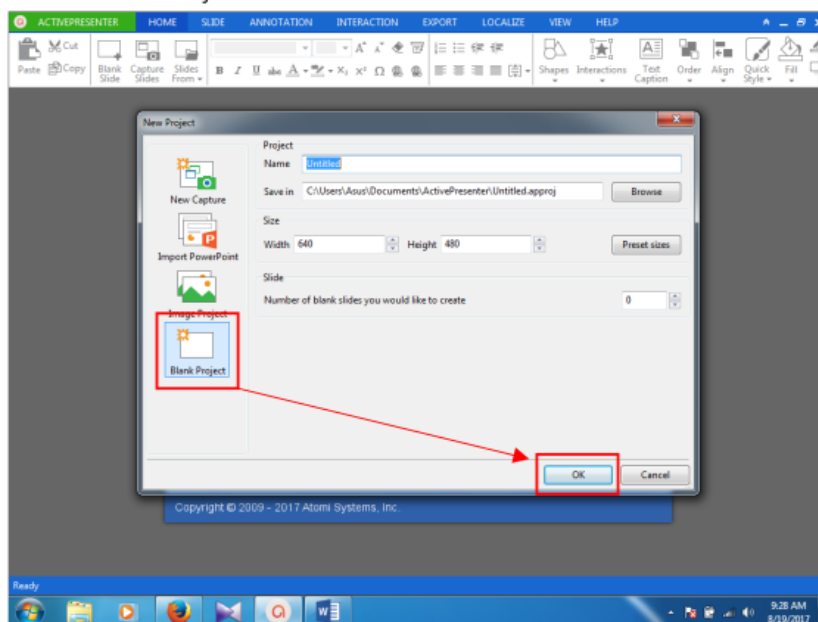 ACTIVEPRESENTER HOME SLIDE ANNOTATION INTERACTION EXPORT LOCALIZE VIEW HELP
Paste Cut Copy Blank Slide Capture Slides Slides From Shapes Interactions Text Caption Order Align Quick Style Fill
New Project
New Capture
Import PowerPoint
Image Project
Blank Project
Project
Name Untitled
Save in C:\Users\Asus\Documents\ActivePresenter\Untitled.approj Browse
Size
Width 640 Height 480 Preset sizes
Slide
Number of blank slides you would like to create 0
OK Cancel
Copyright © 2009 - 2017 Atomi Systems, Inc.
Ready
9:28 AM
8/19/2017